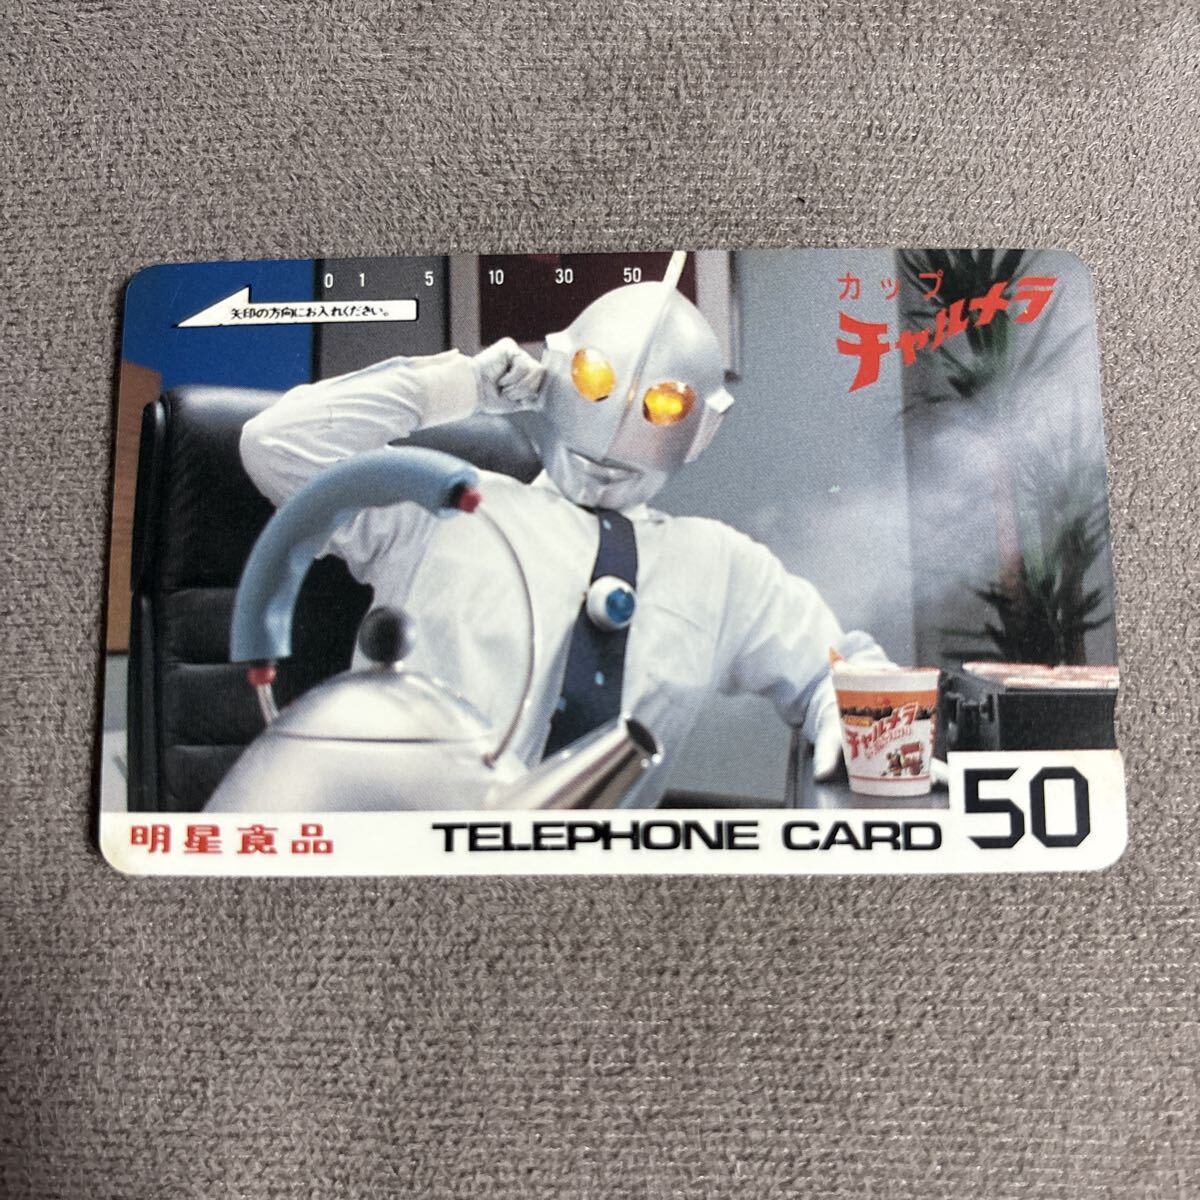 0 1 5 10 30 50
矢印の方向にお入れください。
カップ
チャルメラ
チャルメラ
明星食品 TELEPHONE CARD 50